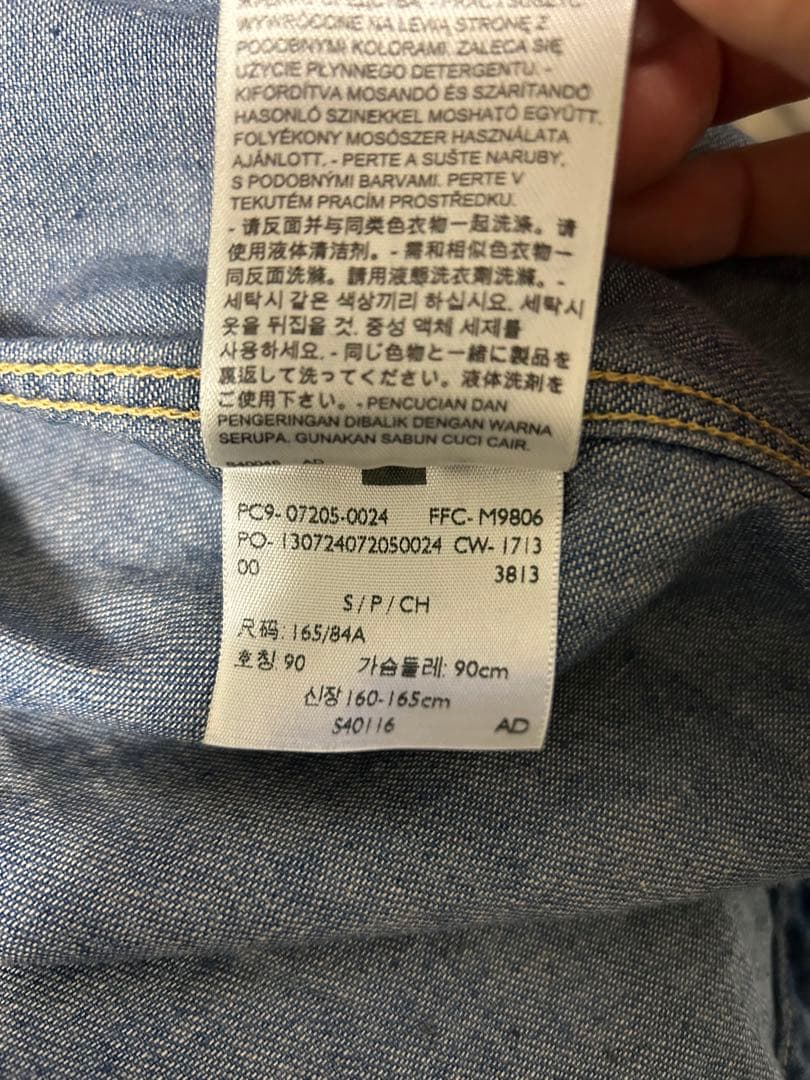 WYWRÓCONE NA LEWĄ STRONĘ Z
PODOBNYMI KOLORAMI. ZALECA SIĘ
UŻYCIE PŁYNNEGO DETERGENTU. -
KIFORDÍTVA MOSANDÓ ÉS SZÁRÍTANDÓ
HASONLÓ SZINEKKEL MOSHATÓ EGYÜTT.
FOLYÉKONY MOSÓSZER HASZNÁLATA
AJÁNLOTT. - PERTE A SUŠTE NARUBY,
S PODOBNÝMI BARVAMI. PERTE V
TEKUTÉM PRACÍM PROSTŘEDKU.
- 请反面并与同类色衣物一起洗涤。请
使用液体清洁剂。- 需和相似色衣物一
同反面洗滌。請用液態洗衣劑洗滌。-
세탁시 같은 색상끼리 하십시요. 세탁시
옷을 뒤집을 것. 중성 액체 세제를
사용하세요. - 同じ色物と一緒に製品を
裏返して洗ってください。液体洗剤を
ご使用下さい。- PENCUCIAN DAN
PENGERINGAN DIBALIK DENGAN WARNA
SERUPA. GUNAKAN SABUN CUCI CAIR.
PC9- 07205-0024 FFC- M9806
PO- 130724072050024 CW- 1713
00 3813
S / P / CH
尺码: 165/84A
호칭 90 가슴둘레: 90cm
신장 160-165cm
S40116 AD